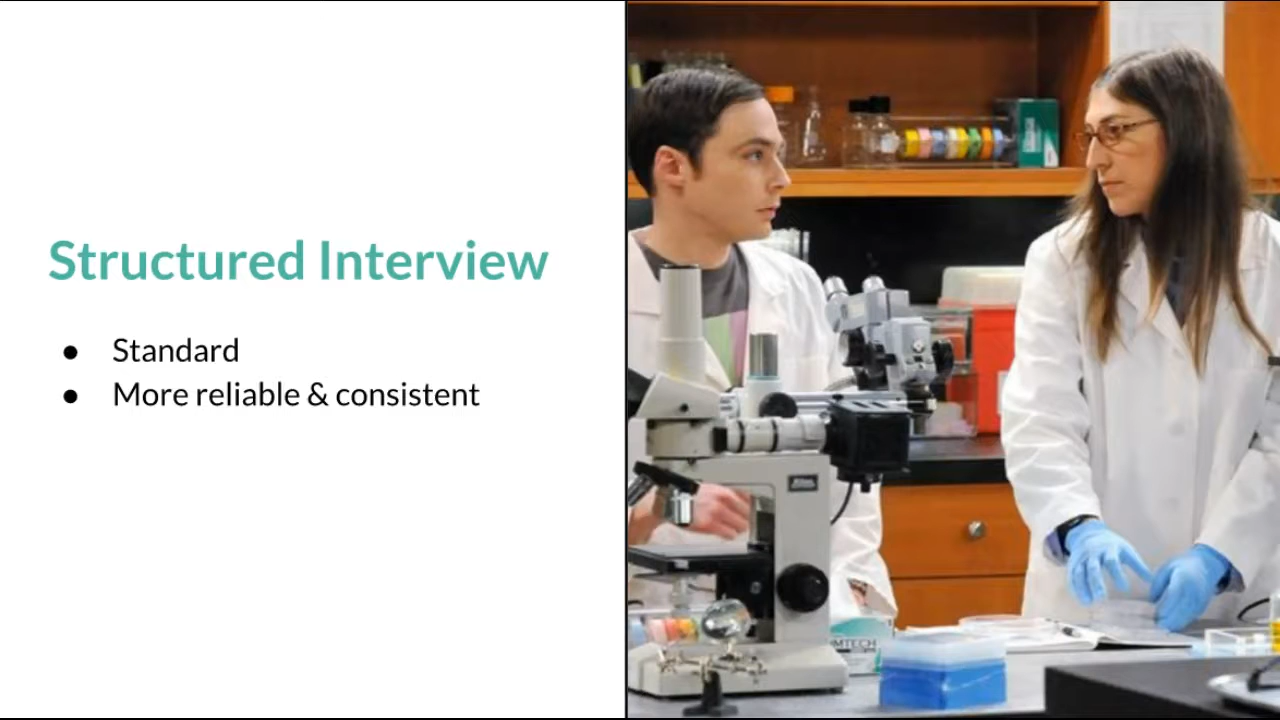 Structured Interview
● Standard
● More reliable & consistent